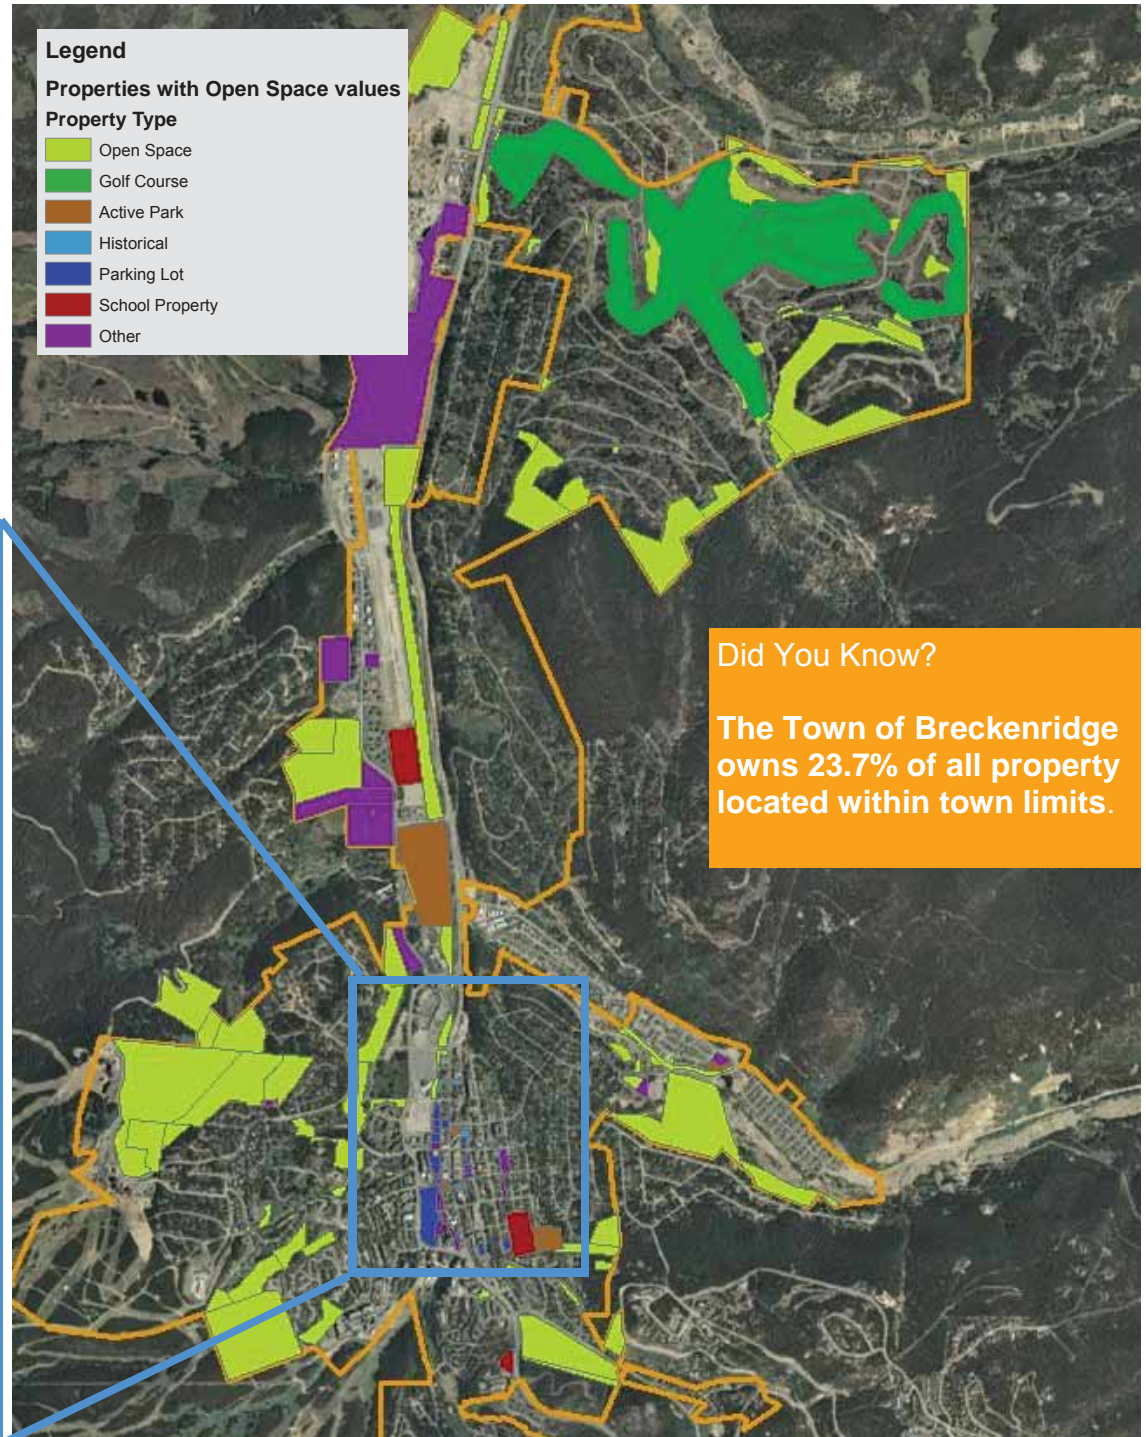 Legend
Properties with Open Space values
Property Type
Open Space
Golf Course
Active Park
Historical
Parking Lot
School Property
Other
Did You Know?
The Town of Breckenridge
owns 23.7% of all property
located within town limits.